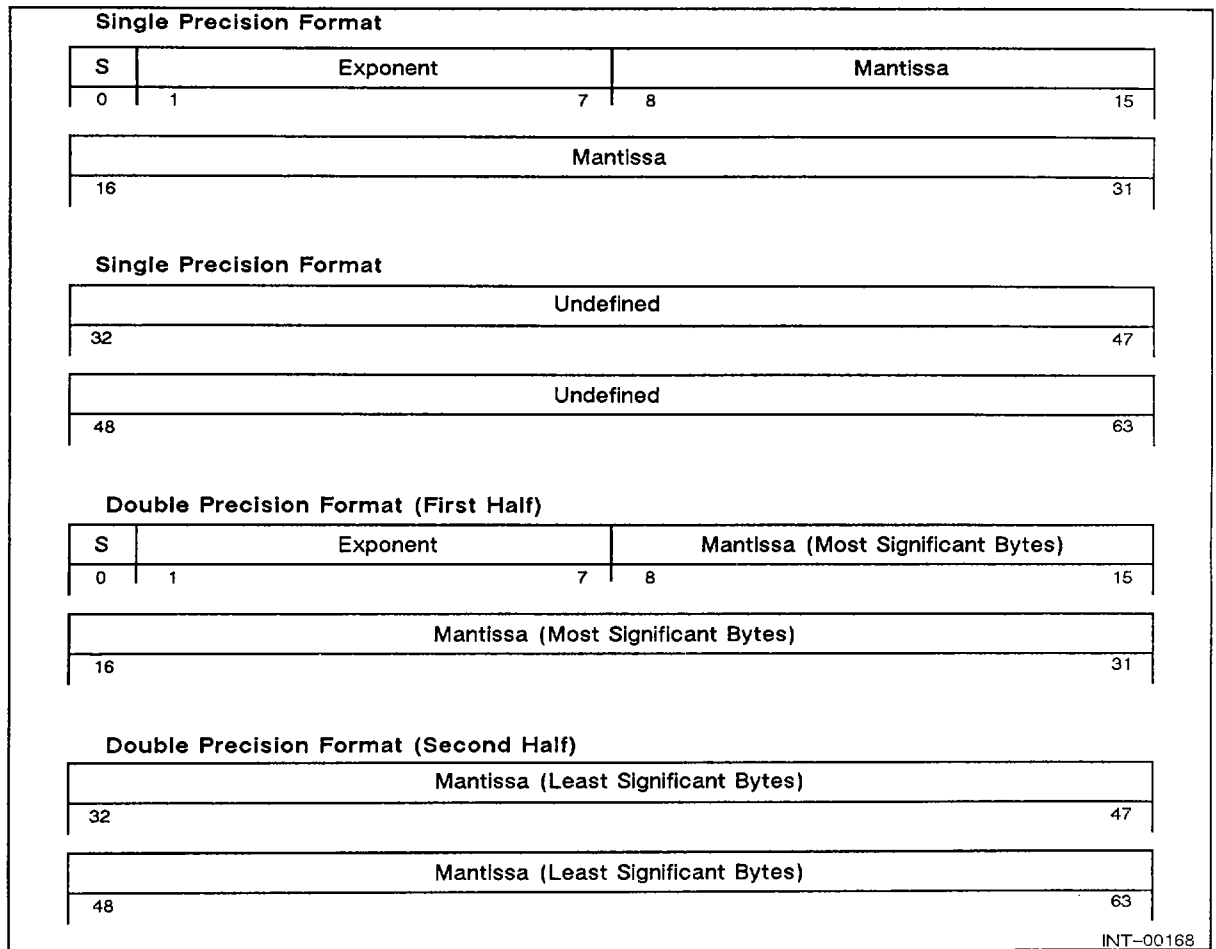 Single Precision Format
S Exponent Mantissa
0 1 7 8 15
Mantissa
16 31
Single Precision Format
Undefined
32 47
Undefined
48 63
Double Precision Format (First Half)
S Exponent Mantissa (Most Significant Bytes)
0 1 7 8 15
Mantissa (Most Significant Bytes)
16 31
Double Precision Format (Second Half)
Mantissa (Least Significant Bytes)
32 47
Mantissa (Least Significant Bytes)
48 63
INT-00168